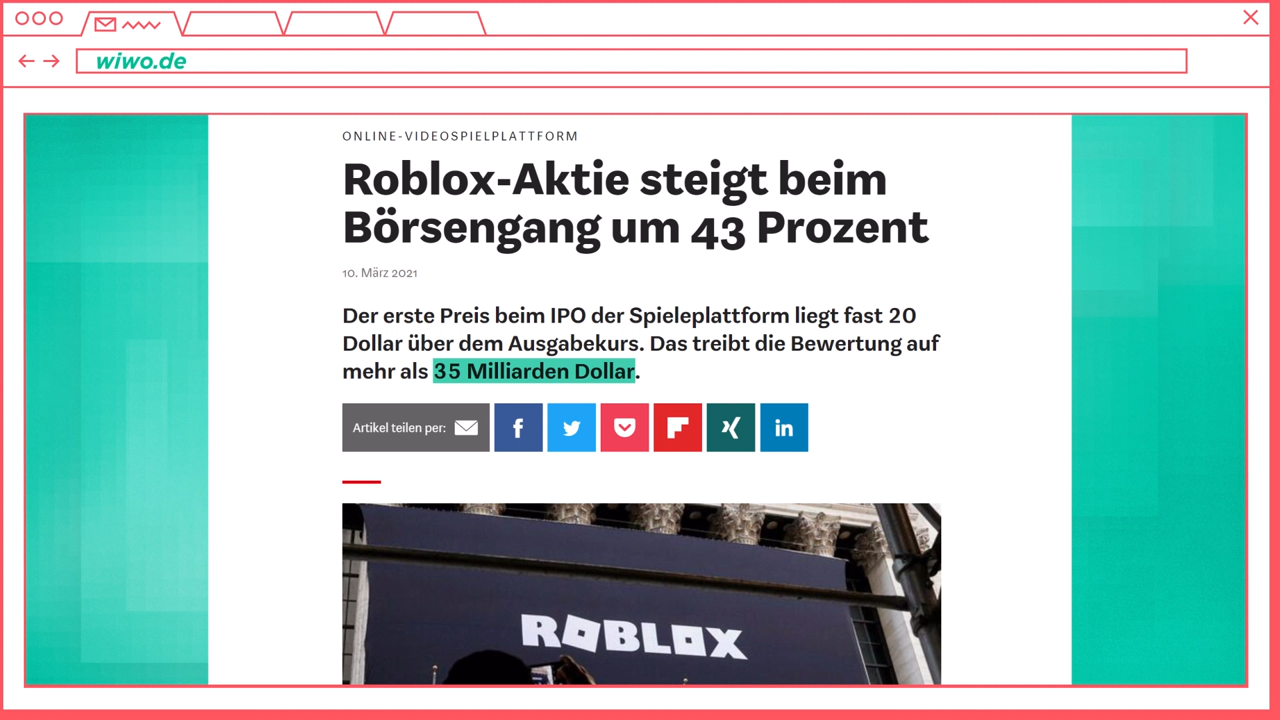 wiwo.de
ONLINE-VIDEOSPIELPLATTFORM
Roblox-Aktie steigt beim
Börsengang um 43 Prozent
10. März 2021
Der erste Preis beim IPO der Spieleplattform liegt fast 20
Dollar über dem Ausgabekurs. Das treibt die Bewertung auf
mehr als 35 Milliarden Dollar.
Artikel teilen per:
ROBLOX